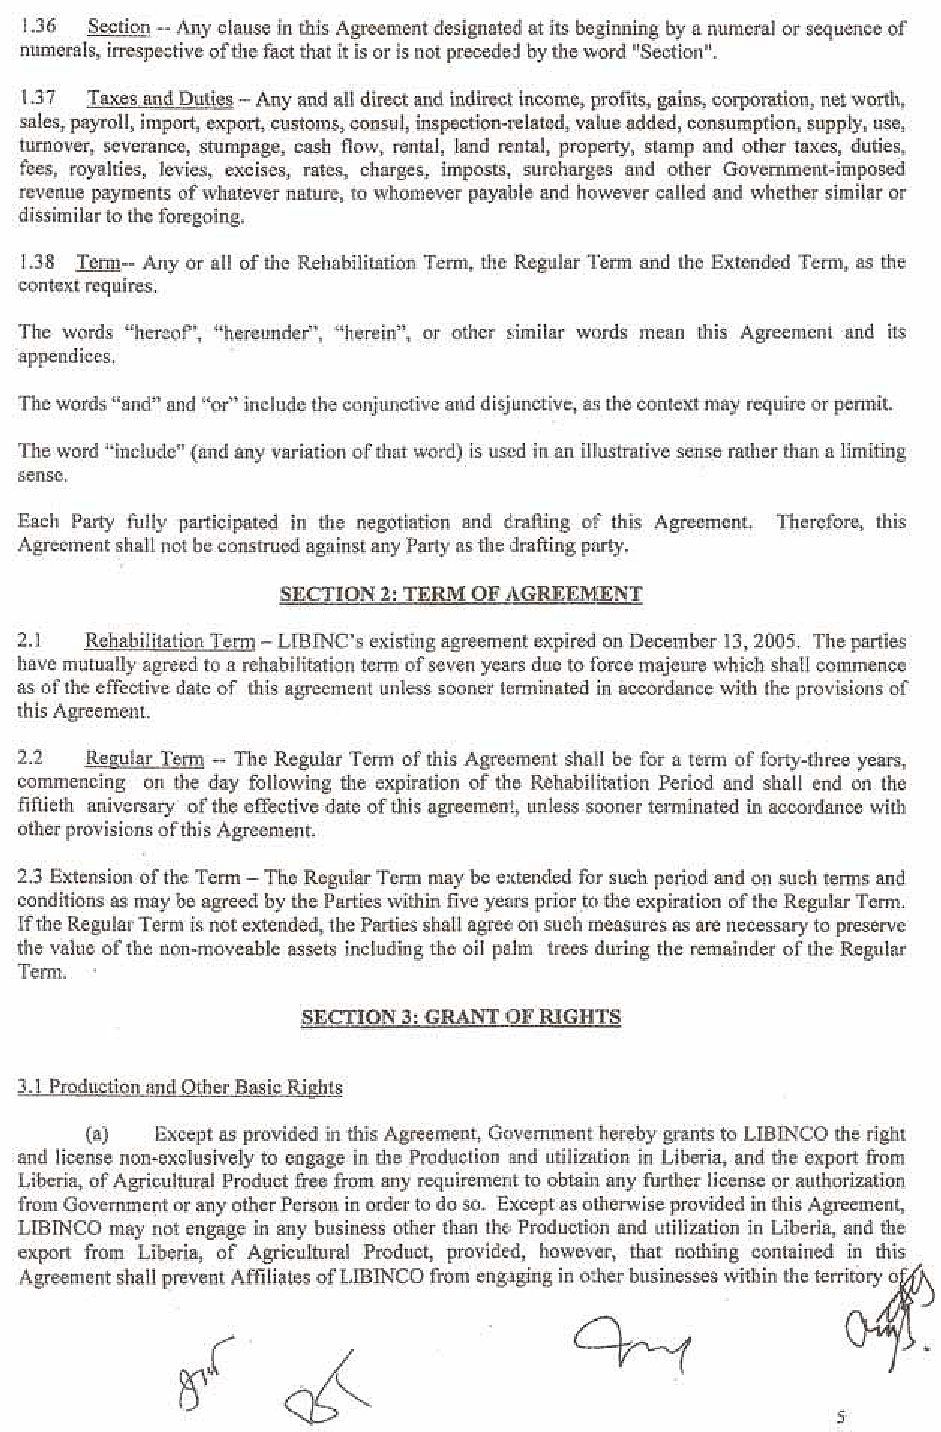 1.36 Section -- Any clause in this Agreement designated at its beginning by a numeral or sequence of
numerals, irrespective of the fact that it is or is not preceded by the word "Section".
1.37 Taxes and Duties – Any and all direct and indirect income, profits, gains, corporation, net worth,
sales, payroll, import, export, customs, consul, inspection-related, value added, consumption, supply, use,
turnover, severance, stumpage, cash flow, rental, land rental, property, stamp and other taxes, duties,
fees, royalties, levies, excises, rates, charges, imposts, surcharges and other Government-imposed
revenue payments of whatever nature, to whomever payable and however called and whether similar or
dissimilar to the foregoing.
1.38 Term-- Any or all of the Rehabilitation Term, the Regular Term and the Extended Term, as the
context requires.
The words “hereof”, “hereunder”, “herein”, or other similar words mean this Agreement and its
appendices.
The words “and” and “or” include the conjunctive and disjunctive, as the context may require or permit.
The word “include” (and any variation of that word) is used in an illustrative sense rather than a limiting
sense.
Each Party fully participated in the negotiation and drafting of this Agreement. Therefore, this
Agreement shall not be construed against any Party as the drafting party.
SECTION 2: TERM OF AGREEMENT
2.1 Rehabilitation Term – LIBINC’s existing agreement expired on December 13, 2005. The parties
have mutually agreed to a rehabilitation term of seven years due to force majeure which shall commence
as of the effective date of this agreement unless sooner terminated in accordance with the provisions of
this Agreement.
2.2 Regular Term -- The Regular Term of this Agreement shall be for a term of forty-three years,
commencing on the day following the expiration of the Rehabilitation Period and shall end on the
fiftieth aniversary of the effective date of this agreement, unless sooner terminated in accordance with
other provisions of this Agreement.
2.3 Extension of the Term – The Regular Term may be extended for such period and on such terms and
conditions as may be agreed by the Parties within five years prior to the expiration of the Regular Term.
If the Regular Term is not extended, the Parties shall agree on such measures as are necessary to preserve
the value of the non-moveable assets including the oil palm trees during the remainder of the Regular
Term.
SECTION 3: GRANT OF RIGHTS
3.1 Production and Other Basic Rights
(a) Except as provided in this Agreement, Government hereby grants to LIBINCO the right
and license non-exclusively to engage in the Production and utilization in Liberia, and the export from
Liberia, of Agricultural Product free from any requirement to obtain any further license or authorization
from Government or any other Person in order to do so. Except as otherwise provided in this Agreement,
LIBINCO may not engage in any business other than the Production and utilization in Liberia, and the
export from Liberia, of Agricultural Product, provided, however, that nothing contained in this
Agreement shall prevent Affiliates of LIBINCO from engaging in other businesses within the territory of
5